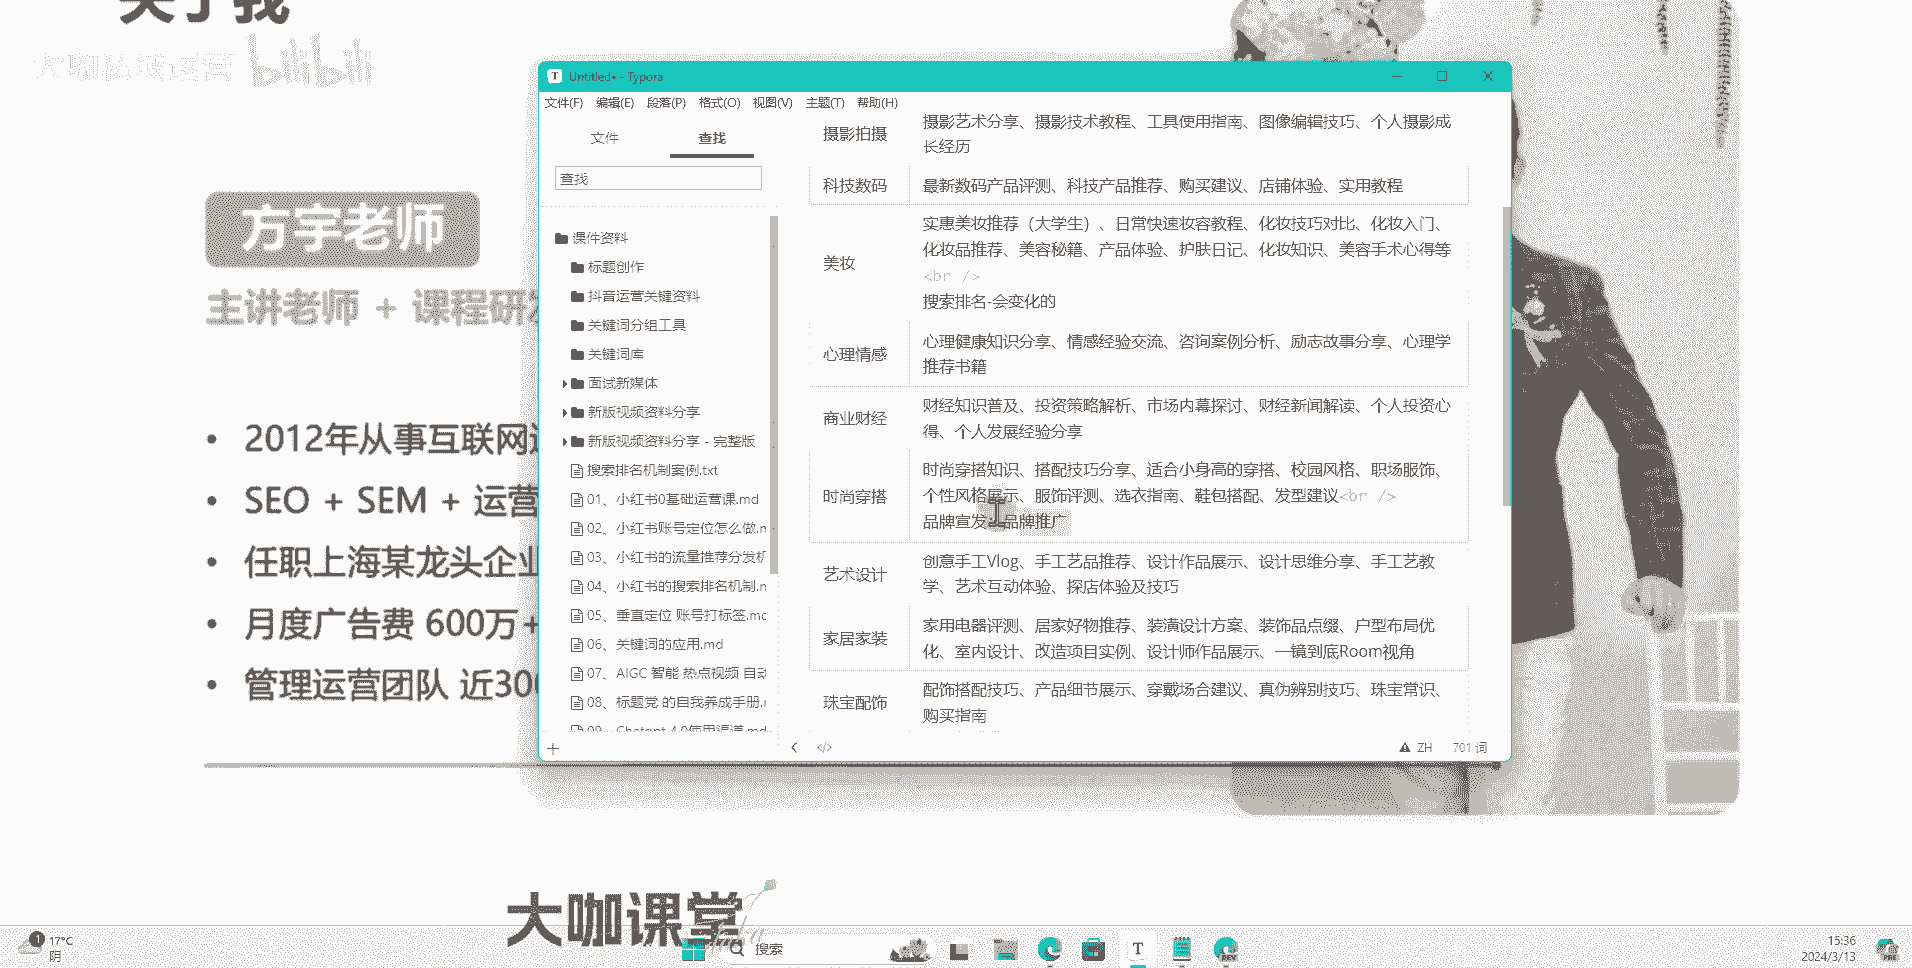 关于我
大咖私域运营 bilibili
方宇老师
主讲老师 + 课程研发
• 2012年从事互联网
• SEO + SEM + 运营
• 任职上海某龙头企业
• 月度广告费 600万+
• 管理运营团队 近300
大咖课堂
Untitled• - Typora
文件(F) 编辑(E) 段落(P) 格式(O) 视图(V) 主题(T) 帮助(H)
文件 查找
查找
课件资料
标题创作
抖音运营关键资料
关键词分组工具
关键词库
面试新媒体
新版视频资料分享
新版视频资料分享 - 完整版
搜索排名机制案例.txt
01、小红书0基础运营课.md
02、小红书账号定位怎么做.m
03、小红书的流量推荐分发机
04、小红书的搜索排名机制.m
05、垂直定位 账号打标签.mc
06、关键词的应用.md
07、AIGC 智能 热点视频 自动
08、标题党 的自我养成手册.r
09、Chatgpt 4.0使用渠道.md
摄影拍摄
摄影艺术分享、摄影技术教程、工具使用指南、图像编辑技巧、个人摄影成
长经历
科技数码
最新数码产品评测、科技产品推荐、购买建议、店铺体验、实用教程
美妆
实惠美妆推荐（大学生）、日常快速妆容教程、化妆技巧对比、化妆入门、
化妆品推荐、美容秘籍、产品体验、护肤日记、化妆知识、美容手术心得等
<br />
搜索排名-会变化的
心理情感
心理健康知识分享、情感经验交流、咨询案例分析、励志故事分享、心理学
推荐书籍
商业财经
财经知识普及、投资策略解析、市场内幕探讨、财经新闻解读、个人投资心
得、个人发展经验分享
时尚穿搭
时尚穿搭知识、搭配技巧分享、适合小身高的穿搭、校园风格、职场服饰、
个性风格展示、服饰评测、选衣指南、鞋包搭配、发型建议<br />
品牌宣发、品牌推广
艺术设计
创意手工Vlog、手工艺品推荐、设计作品展示、设计思维分享、手工艺教
学、艺术互动体验、探店体验及技巧
家居家装
家用电器评测、居家好物推荐、装潢设计方案、装饰品点缀、户型布局优
化、室内设计、改造项目实例、设计师作品展示、一镜到底Room视角
珠宝配饰
配饰搭配技巧、产品细节展示、穿戴场合建议、真伪辨别技巧、珠宝常识、
购买指南
</> ZH 701 词
1 17°C
阴
搜索
T
DEV
15:36
2024/3/13
PRE